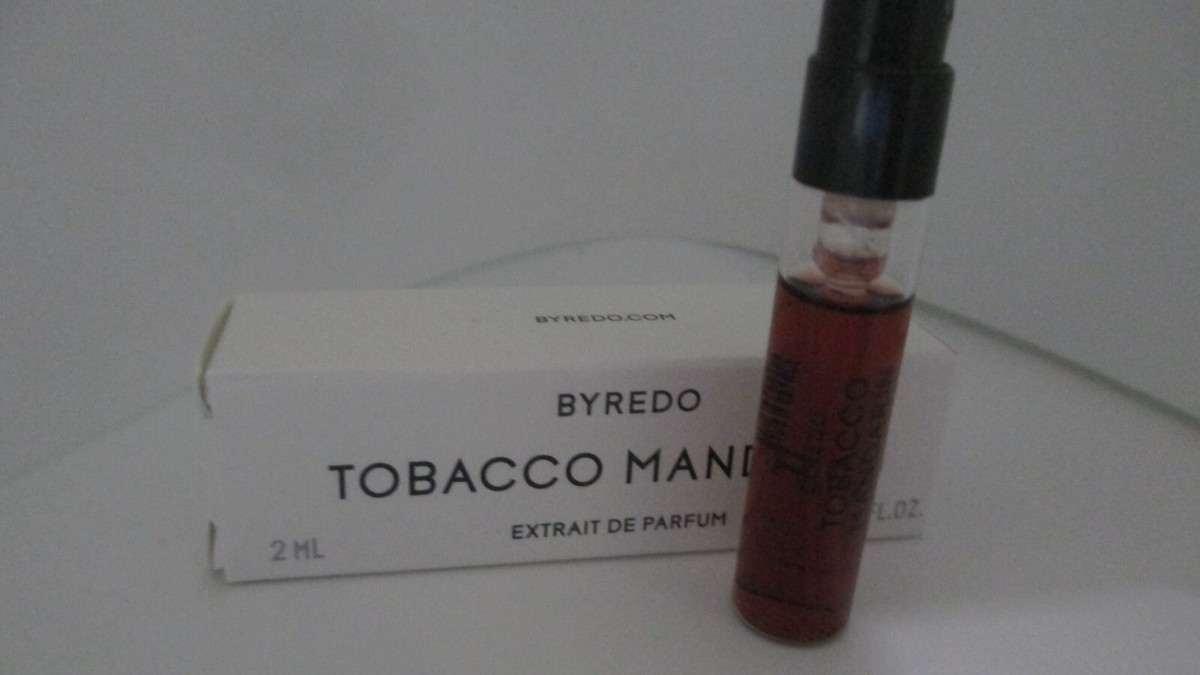 BYREDO.COM
BYREDO
TOBACCO MAND
EXTRAIT DE PARFUM
2 ML
FL.OZ.
TOBACCO